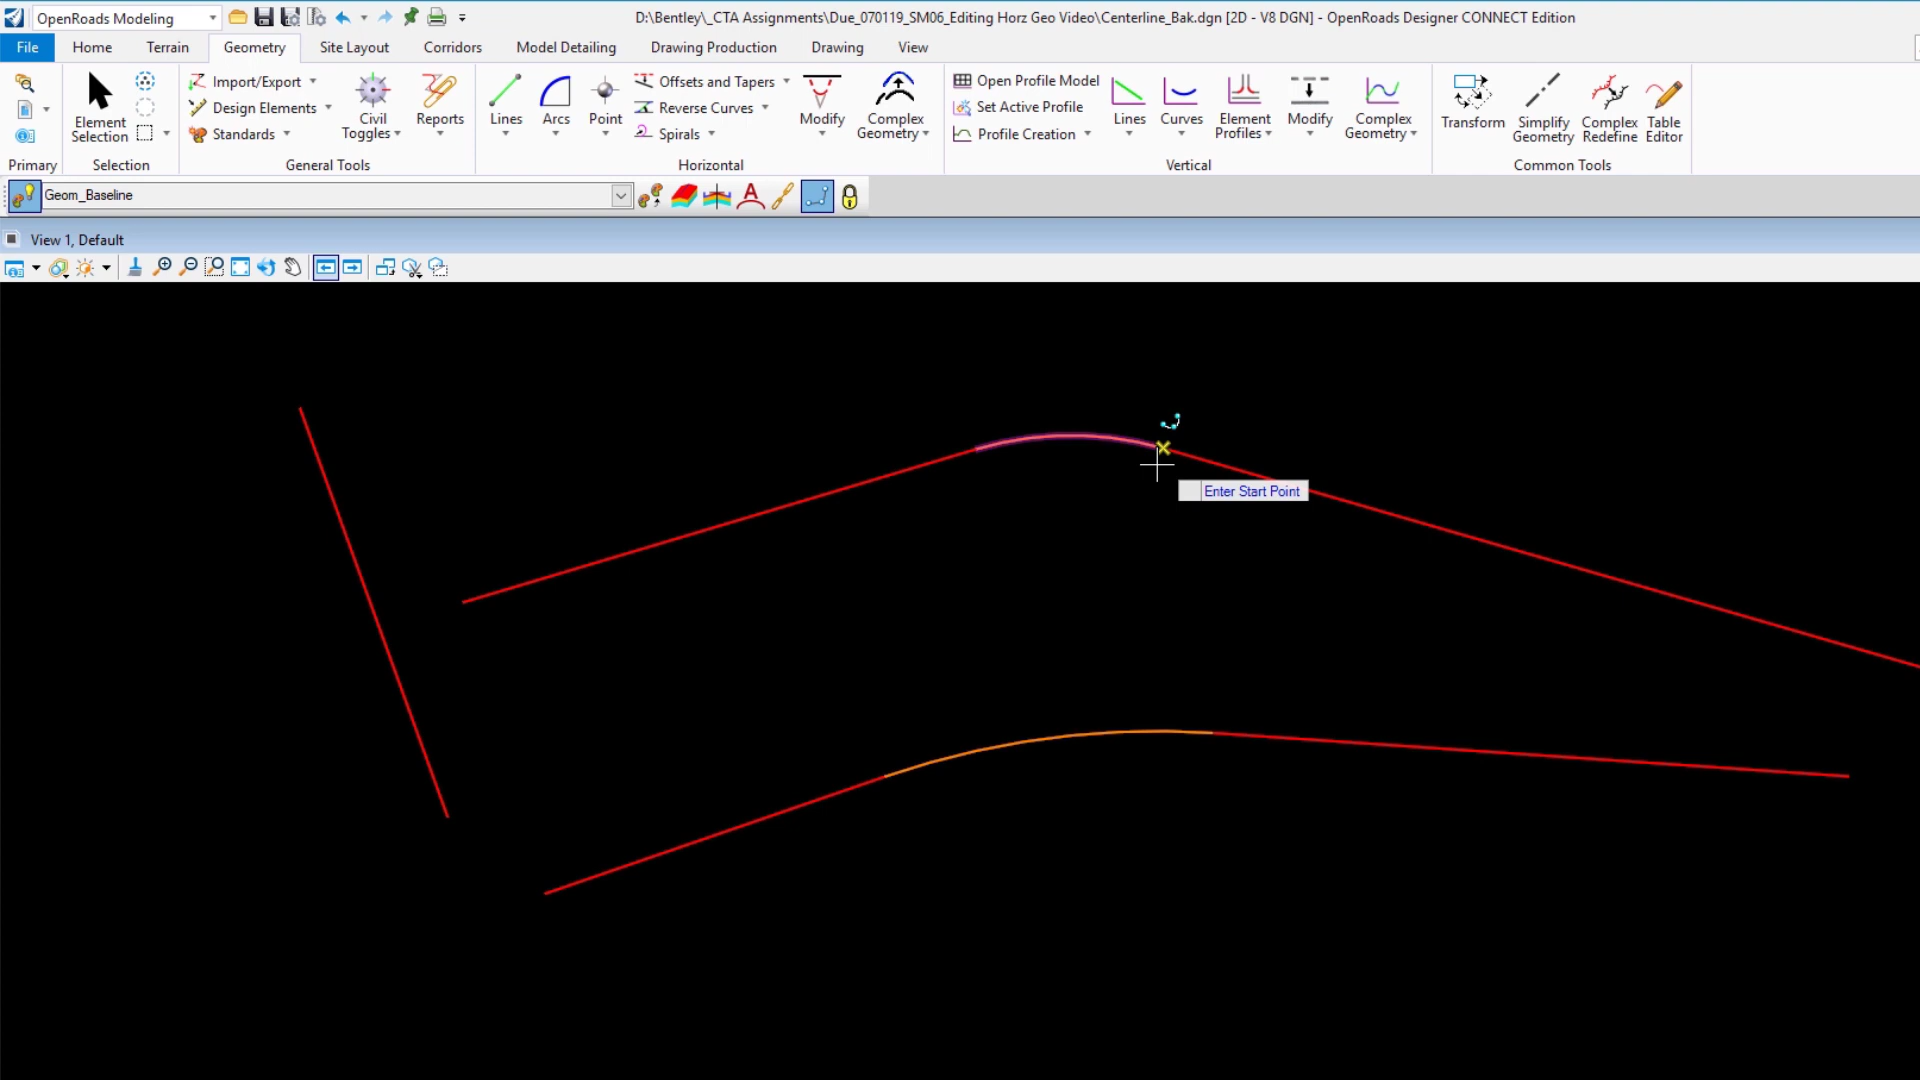 OpenRoads Modeling
D:\Bentley\_CTA Assignments\Due_070119_SM06_Editing Horz Geo Video\Centerline_Bak.dgn [2D - V8 DGN] - OpenRoads Designer CONNECT Edition
File Home Terrain Geometry Site Layout Corridors Model Detailing Drawing Production Drawing View
Element Selection
Import/Export
Design Elements
Standards
Civil Toggles
Reports
Lines
Arcs
Point
Offsets and Tapers
Reverse Curves
Spirals
Modify
Complex Geometry
Open Profile Model
Set Active Profile
Profile Creation
Lines
Curves
Element Profiles
Modify
Complex Geometry
Transform
Simplify Geometry
Complex Redefine
Table Editor
Primary Selection General Tools Horizontal Vertical Common Tools
Geom_Baseline
View 1, Default
Enter Start Point